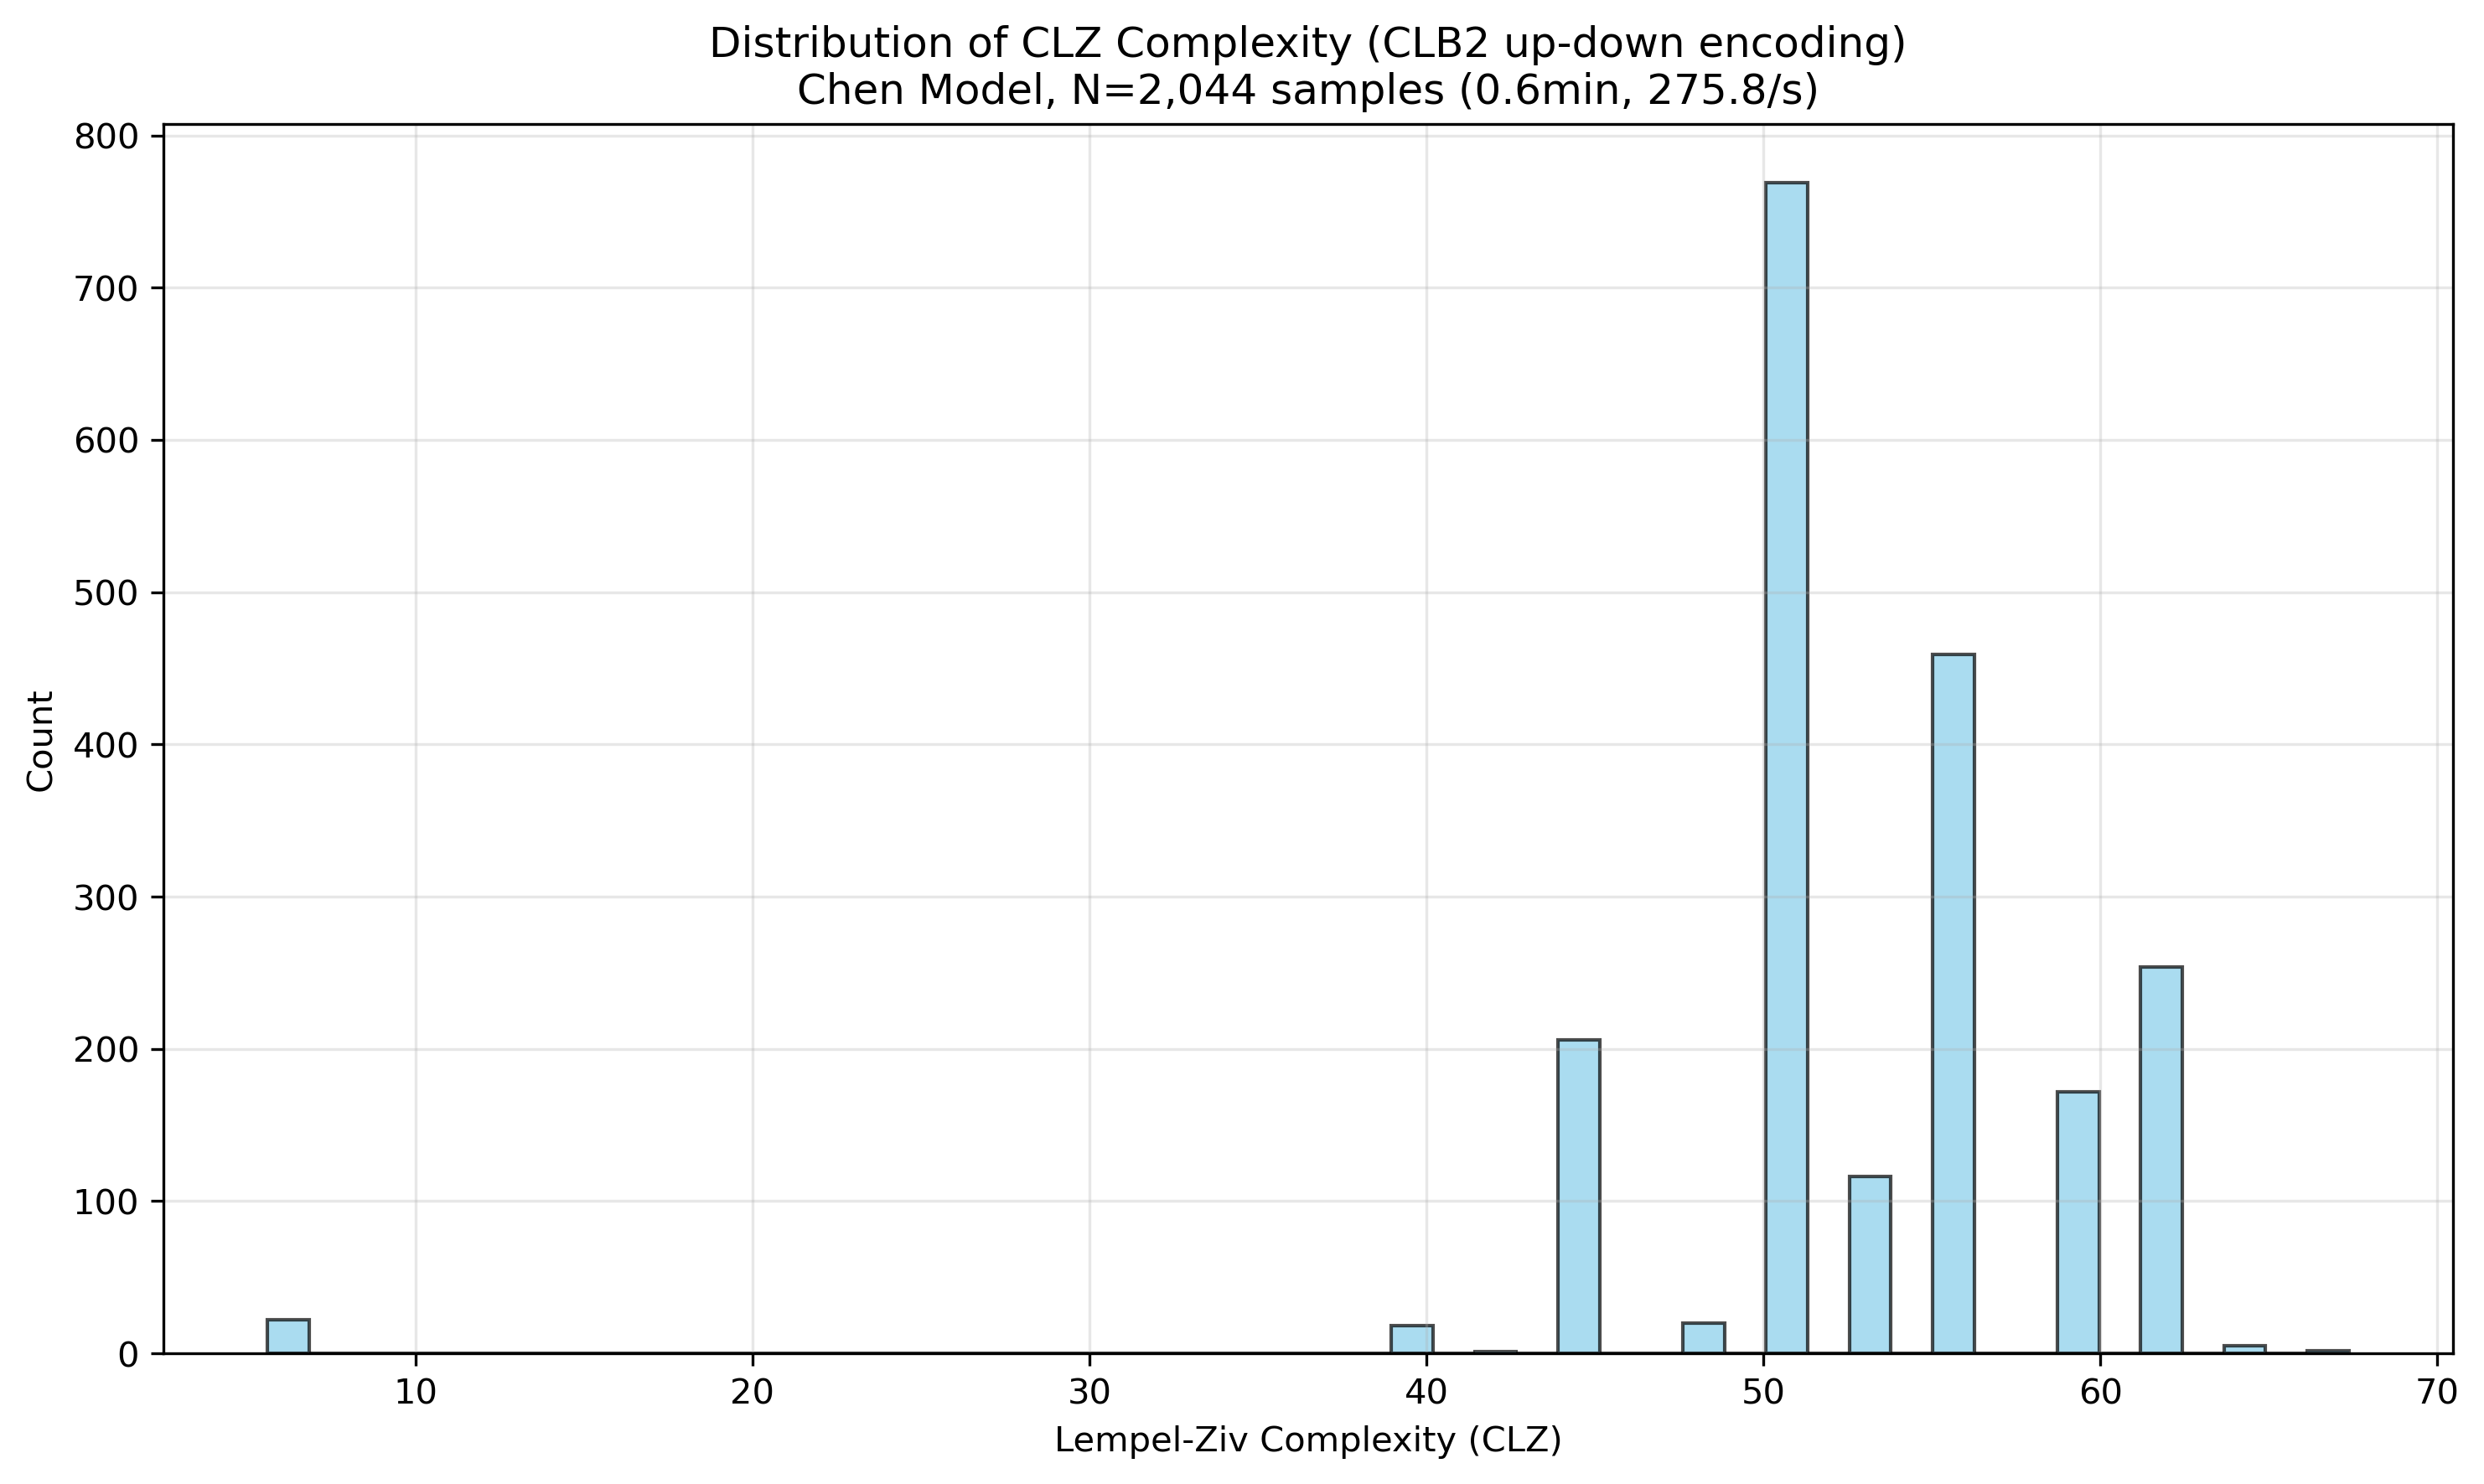 Distribution of CLZ Complexity (CLB2 up-down encoding)
Chen Model, N=2,044 samples (0.6min, 275.8/s)
800
700
600
500
400
300
200
100
0
Count
10 20 30 40 50 60 70
Lempel-Ziv Complexity (CLZ)